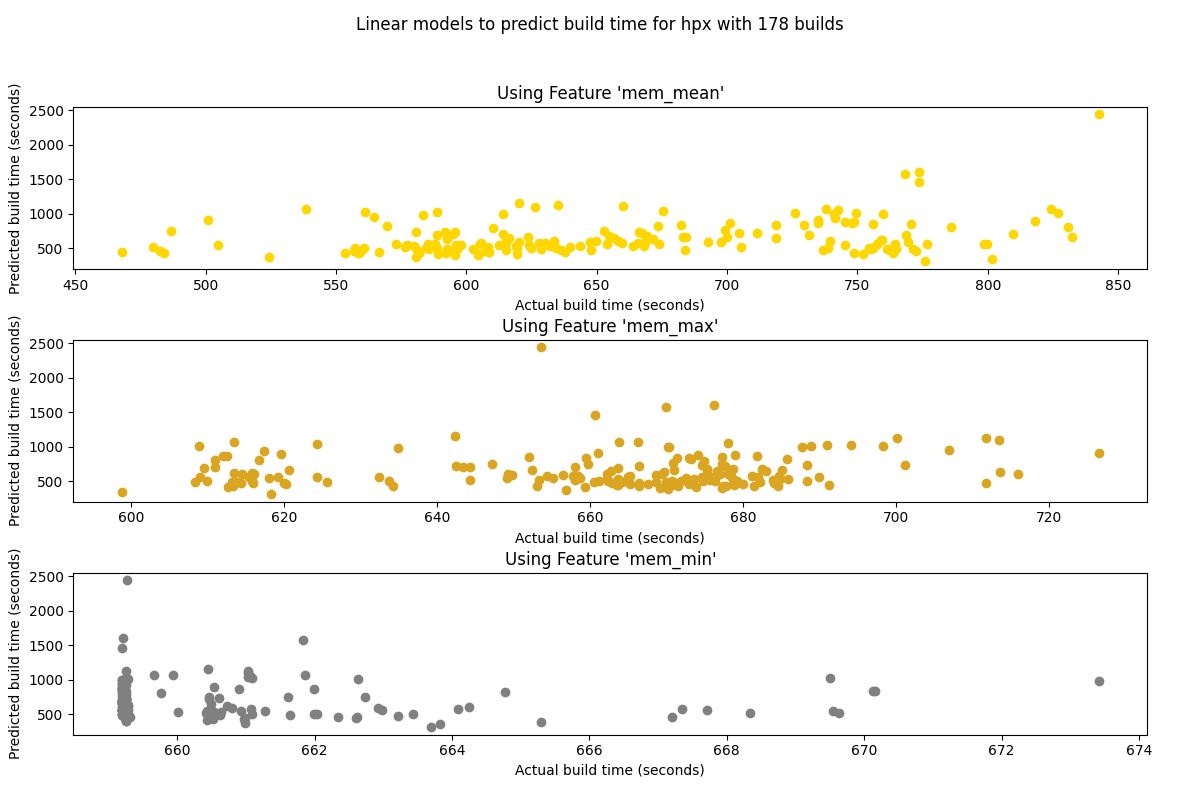 Linear models to predict build time for hpx with 178 builds
Using Feature 'mem_mean'
Predicted build time (seconds)
2500
2000
1500
1000
500
450 500 550 600 650 700 750 800 850
Actual build time (seconds)
Using Feature 'mem_max'
Predicted build time (seconds)
2500
2000
1500
1000
500
600 620 640 660 680 700 720
Actual build time (seconds)
Using Feature 'mem_min'
Predicted build time (seconds)
2500
2000
1500
1000
500
660 662 664 666 668 670 672 674
Actual build time (seconds)